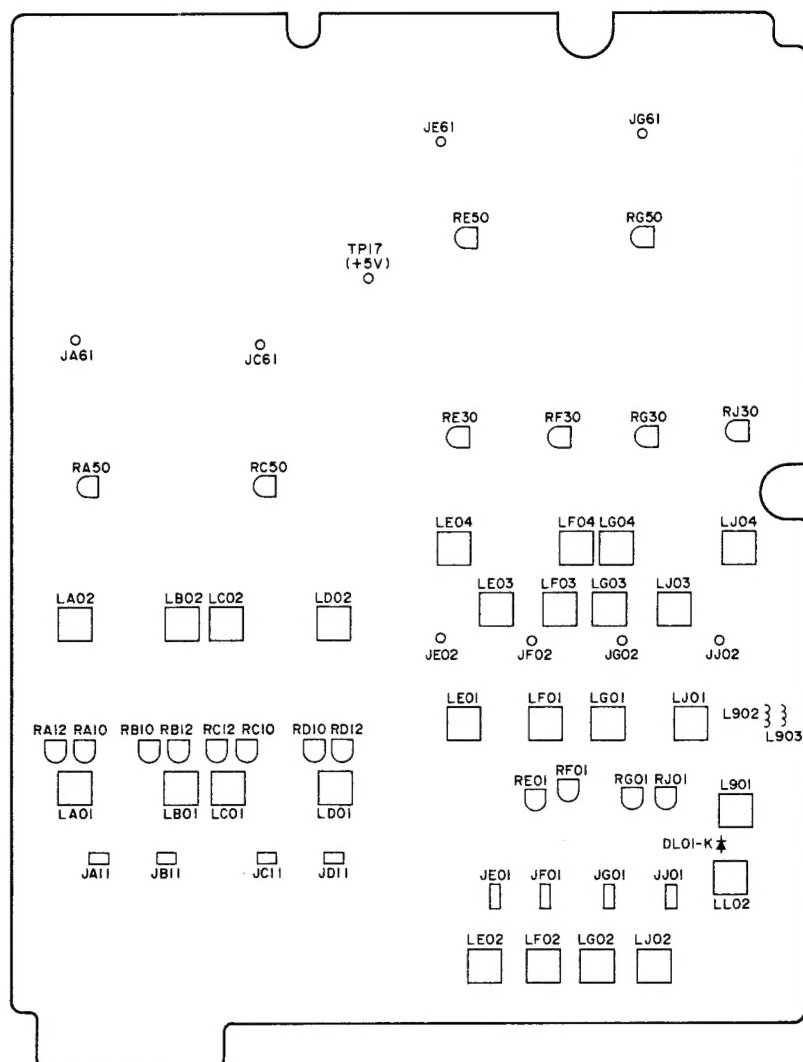 JE61 JG61
RE50 RG50
TP17
(+5V)
JA61 JC61
RE30 RF30 RG30 RJ30
RA50 RC50
LE04 LF04 LG04 LJ04
LE03 LF03 LG03 LJ03
LA02 LB02 LC02 LD02
JE02 JF02 JG02 JJ02
LE01 LF01 LG01 LJ01 L902 L903
RA12 RA10 RB10 RB12 RC12 RC10 RD10 RD12
RE01 RF01 RG01 RJ01 L901
LA01 LB01 LC01 LD01
DL01-K
JA11 JB11 JC11 JD11
JE01 JF01 JG01 JJ01
LL02
LE02 LF02 LG02 LJ02